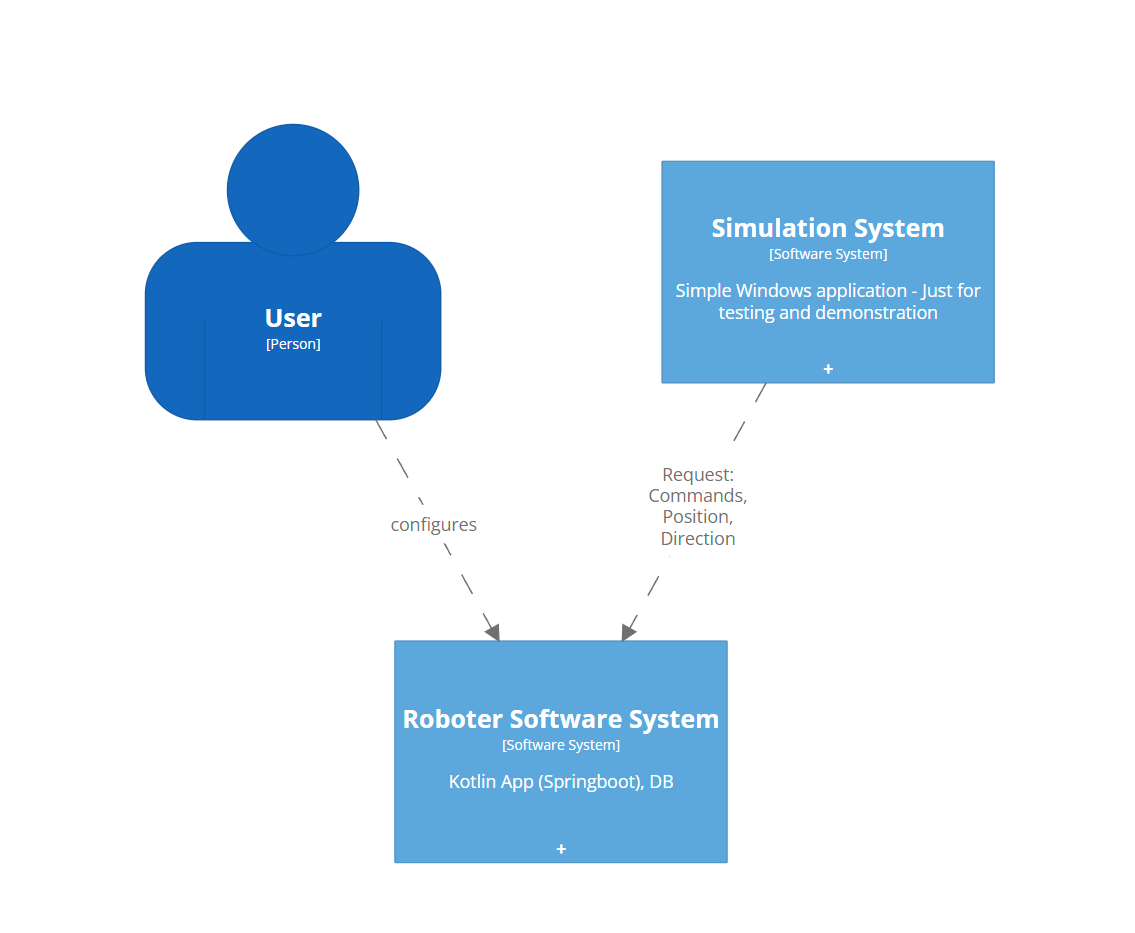 User
[Person]
Simulation System
[Software System]
Simple Windows application - Just for
testing and demonstration
+
configures
Request:
Commands,
Position,
Direction
Roboter Software System
[Software System]
Kotlin App (Springboot), DB
+